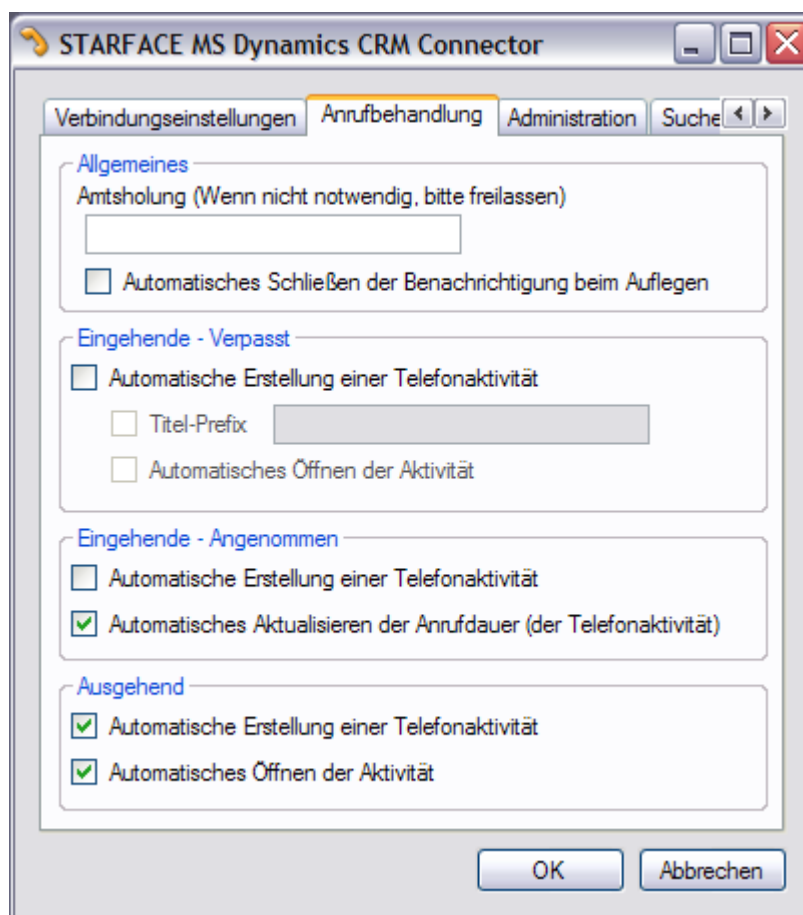 STARFACE MS Dynamics CRM Connector
Verbindungseinstellungen Anrufbehandlung Administration Suche
Allgemeines
Amtsholung (Wenn nicht notwendig, bitte freilassen)
Automatisches Schließen der Benachrichtigung beim Auflegen
Eingehende - Verpasst
Automatische Erstellung einer Telefonaktivität
Titel-Prefix
Automatisches Öffnen der Aktivität
Eingehende - Angenommen
Automatische Erstellung einer Telefonaktivität
Automatisches Aktualisieren der Anrufdauer (der Telefonaktivität)
Ausgehend
Automatische Erstellung einer Telefonaktivität
Automatisches Öffnen der Aktivität
OK Abbrechen